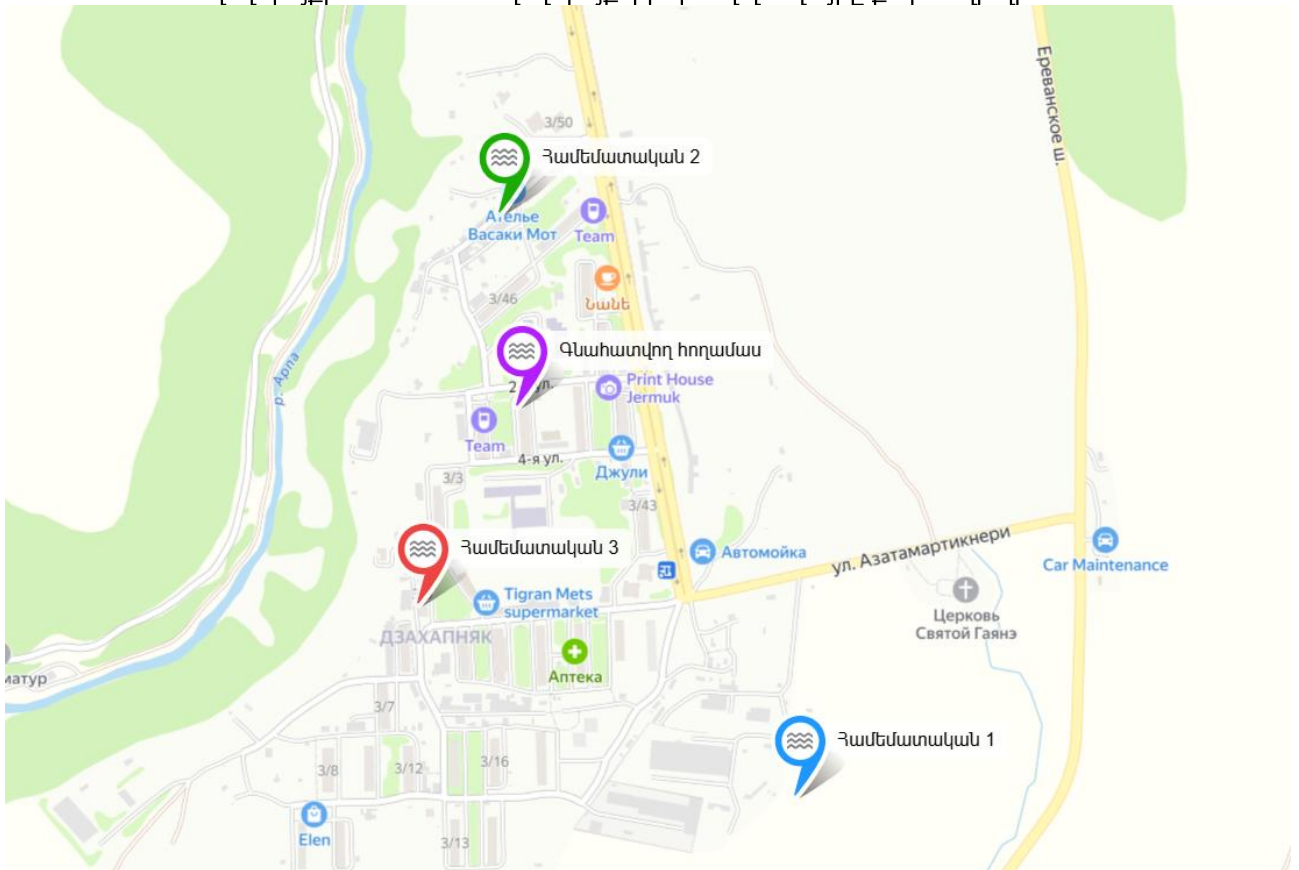 Ереванское ш.
3/50
Համեմատական 2
Ателье
Васаки Мот
Team
3/46
Նանե
р. Арпа
Գնահատվող հողամաս
Print House
Jermuk
Team
4-я ул.
Джули
3/3
3/43
Համեմատական 3
Автомойка
ул. Азатамартикнери
Car Maintenance
Tigran Mets
supermarket
Церковь
Святой Гаянэ
ДЗАХАПНЯК
Аптека
3/7
Համեմատական 1
3/8
3/12
3/16
Elen
3/13